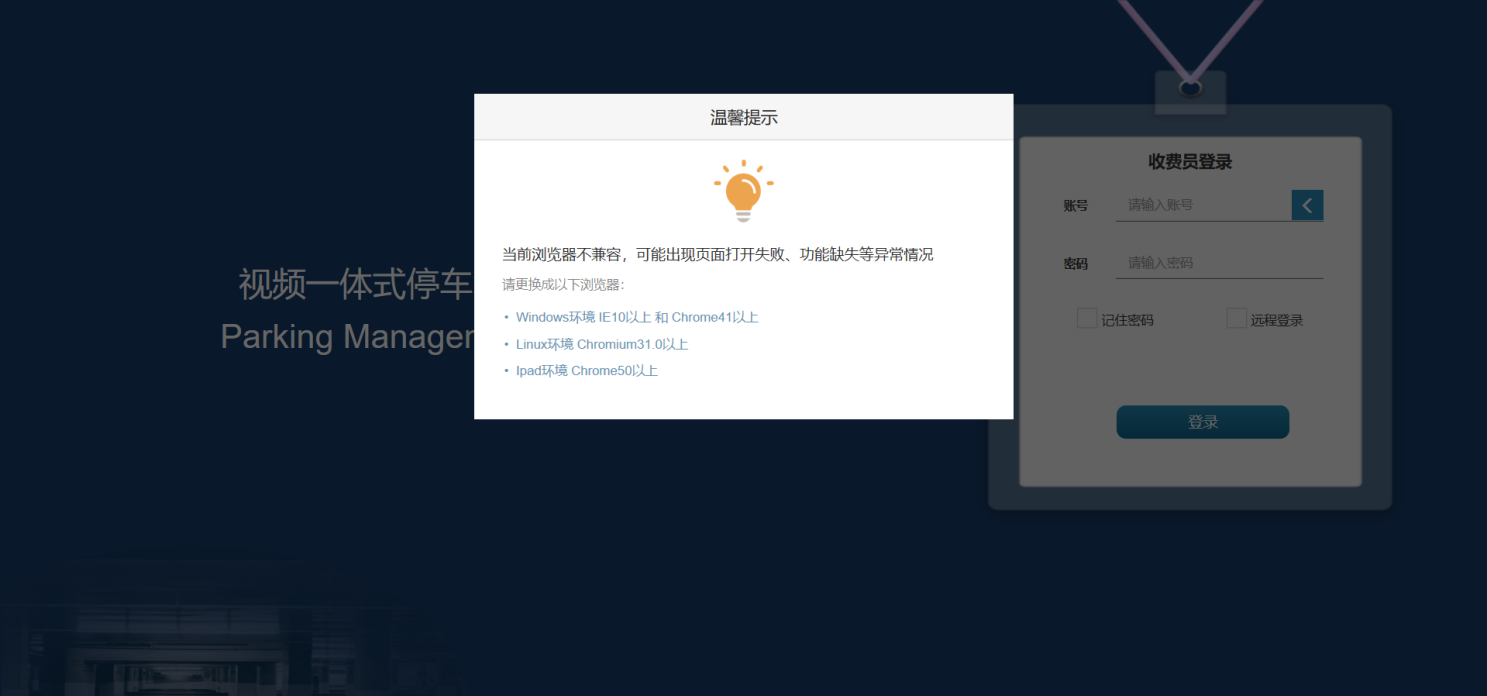 温馨提示
当前浏览器不兼容，可能出现页面打开失败、功能缺失等异常情况
请更换成以下浏览器：
• Windows环境 IE10以上 和 Chrome41以上
• Linux环境 Chromium31.0以上
• Ipad环境 Chrome50以上
视频一体式停车
Parking Manager
收费员登录
账号 请输入账号
密码 请输入密码
记住密码 远程登录
登录